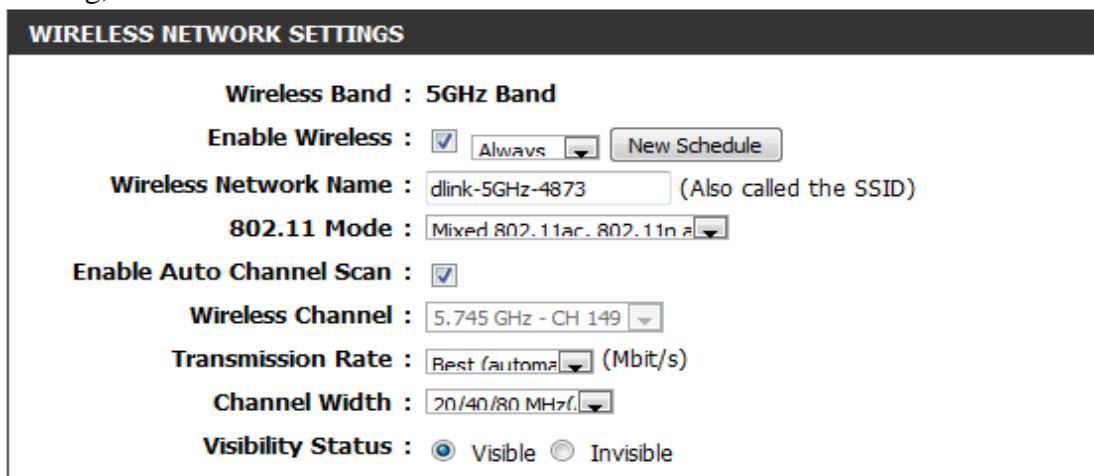 WIRELESS NETWORK SETTINGS
Wireless Band : 5GHz Band
Enable Wireless : Always New Schedule
Wireless Network Name : dlink-5GHz-4873 (Also called the SSID)
802.11 Mode : Mixed 802.11ac, 802.11n a
Enable Auto Channel Scan :
Wireless Channel : 5.745 GHz - CH 149
Transmission Rate : Best (automa (Mbit/s)
Channel Width : 20/40/80 MHz(
Visibility Status : Visible Invisible